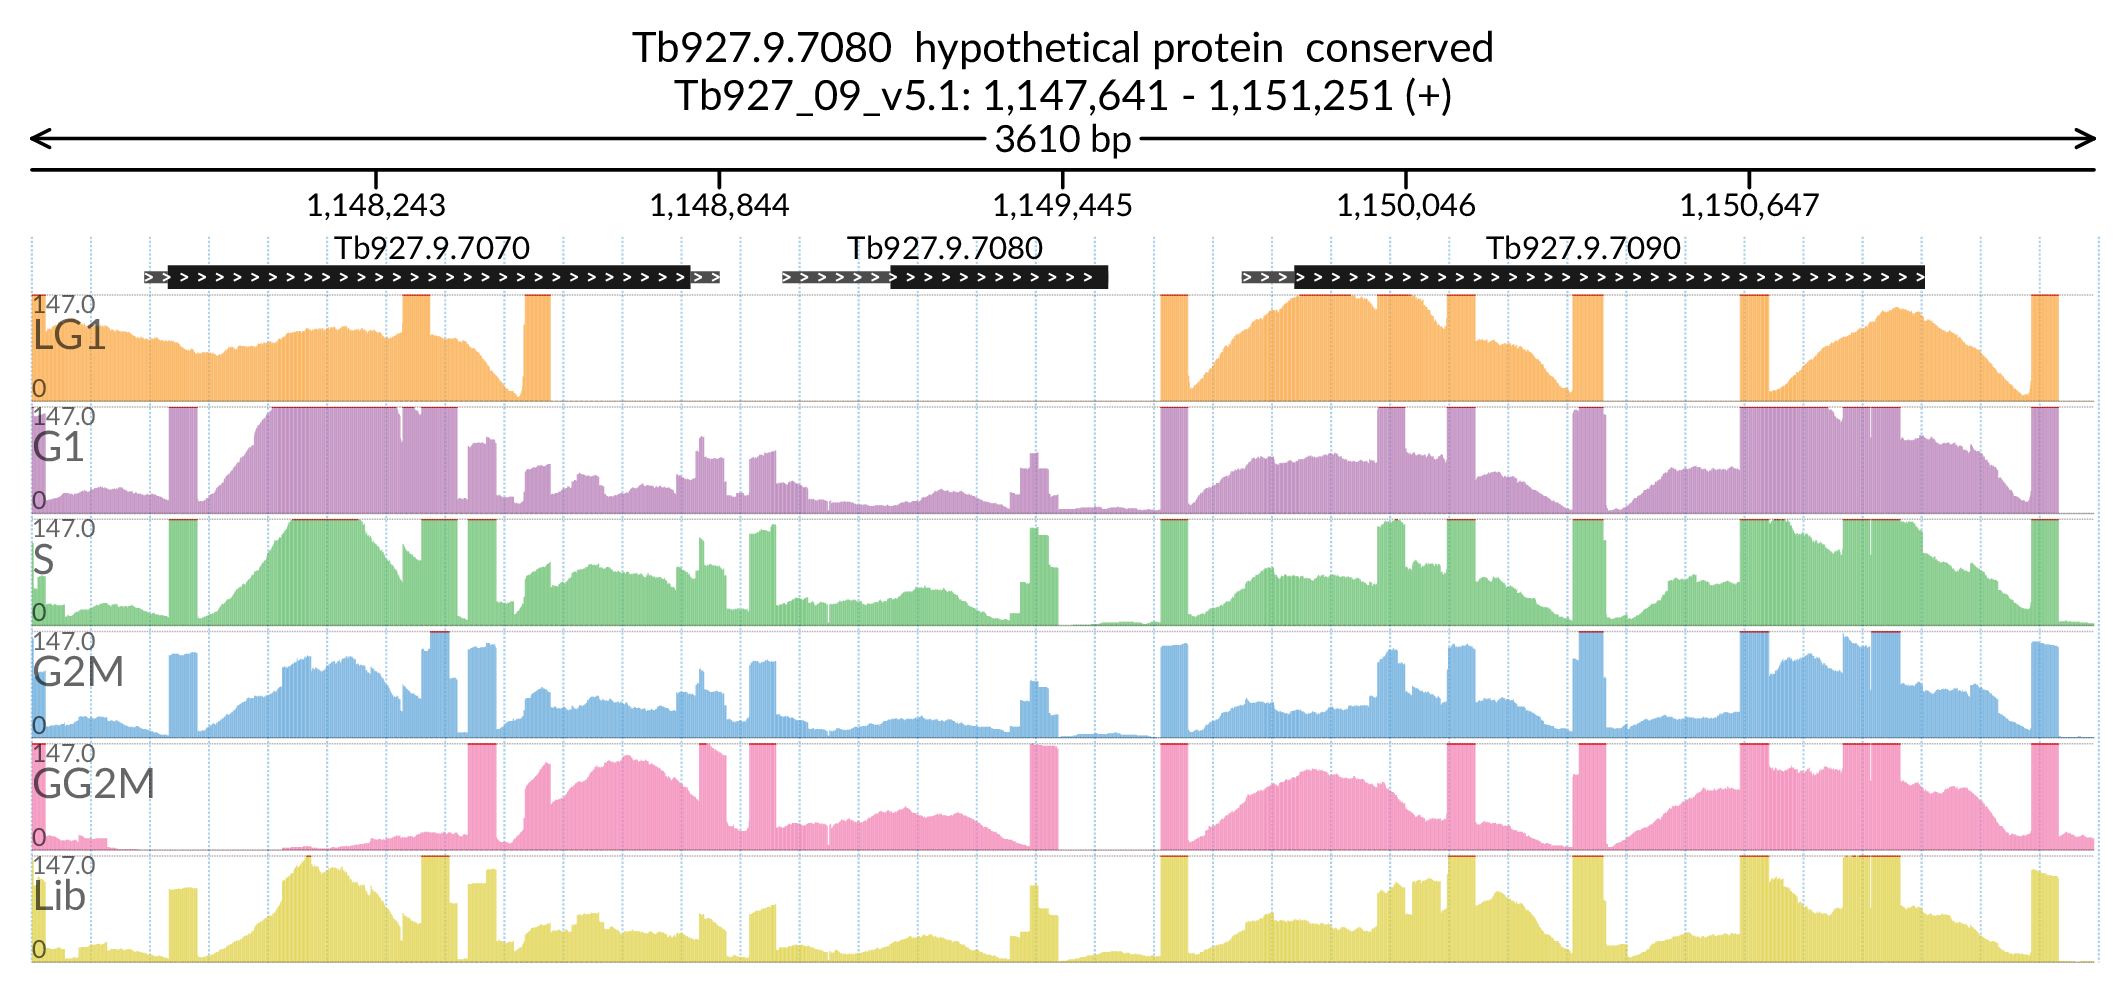 Tb927.9.7080  hypothetical protein  conserved
Tb927_09_v5.1: 1,147,641 - 1,151,251 (+)
3610 bp
1,148,243 1,148,844 1,149,445 1,150,046 1,150,647
Tb927.9.7070 Tb927.9.7080 Tb927.9.7090
147.0
LG1
0
147.0
G1
0
147.0
S
0
147.0
G2M
0
147.0
GG2M
0
147.0
Lib
0